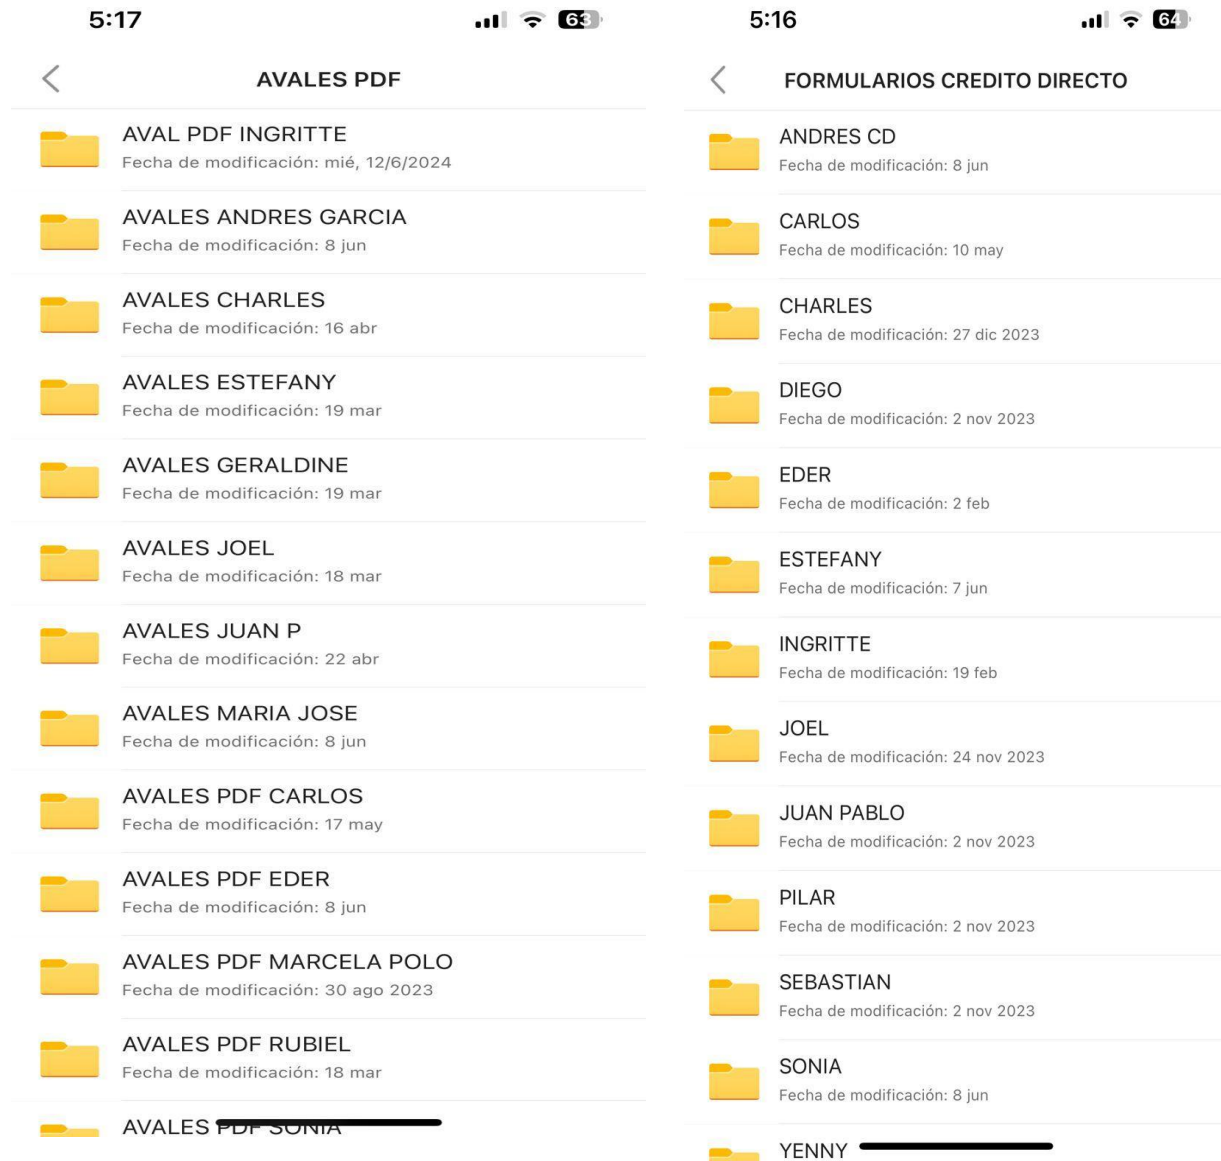 5:17
63
AVALES PDF
AVAL PDF INGRITTE
Fecha de modificación: mié, 12/6/2024
AVALES ANDRES GARCIA
Fecha de modificación: 8 jun
AVALES CHARLES
Fecha de modificación: 16 abr
AVALES ESTEFANY
Fecha de modificación: 19 mar
AVALES GERALDINE
Fecha de modificación: 19 mar
AVALES JOEL
Fecha de modificación: 18 mar
AVALES JUAN P
Fecha de modificación: 22 abr
AVALES MARIA JOSE
Fecha de modificación: 8 jun
AVALES PDF CARLOS
Fecha de modificación: 17 may
AVALES PDF EDER
Fecha de modificación: 8 jun
AVALES PDF MARCELA POLO
Fecha de modificación: 30 ago 2023
AVALES PDF RUBIEL
Fecha de modificación: 18 mar
AVALES PDF SONIA
5:16
64
FORMULARIOS CREDITO DIRECTO
ANDRES CD
Fecha de modificación: 8 jun
CARLOS
Fecha de modificación: 10 may
CHARLES
Fecha de modificación: 27 dic 2023
DIEGO
Fecha de modificación: 2 nov 2023
EDER
Fecha de modificación: 2 feb
ESTEFANY
Fecha de modificación: 7 jun
INGRITTE
Fecha de modificación: 19 feb
JOEL
Fecha de modificación: 24 nov 2023
JUAN PABLO
Fecha de modificación: 2 nov 2023
PILAR
Fecha de modificación: 2 nov 2023
SEBASTIAN
Fecha de modificación: 2 nov 2023
SONIA
Fecha de modificación: 8 jun
YENNY